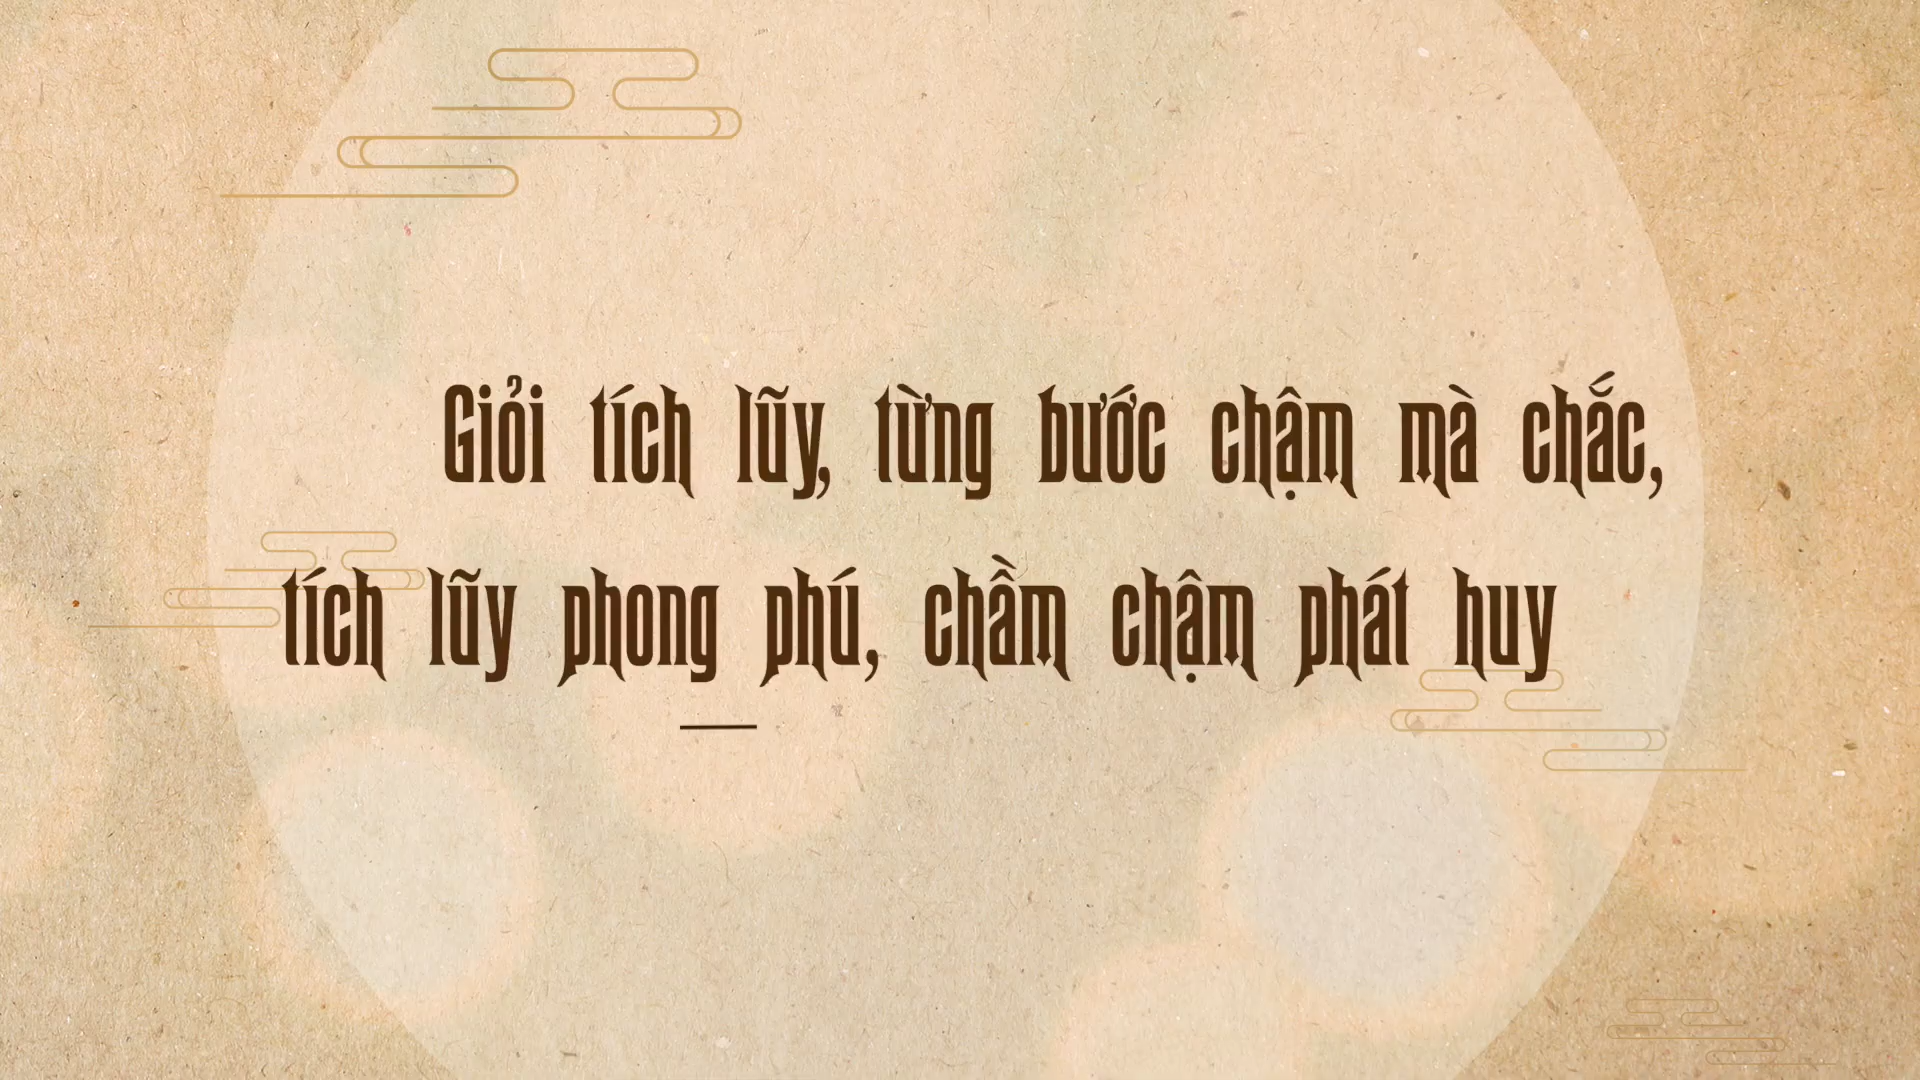 Giỏi tích lũy, từng bước chậm mà chắc,
tích lũy phong phú, chầm chậm phát huy